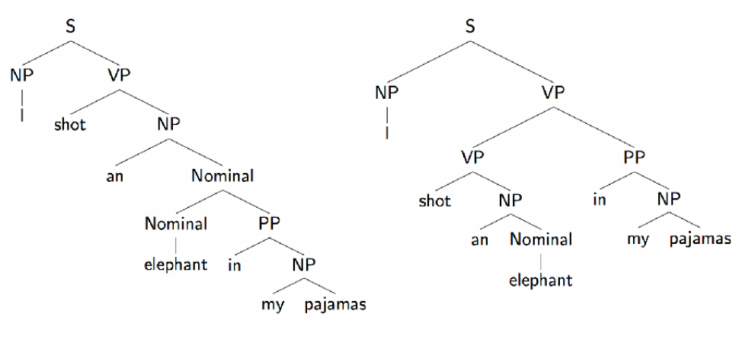 S
NP VP
I
shot NP
an Nominal
Nominal PP
elephant in NP
my pajamas
S
NP VP
I
VP PP
shot NP in NP
an Nominal my pajamas
elephant